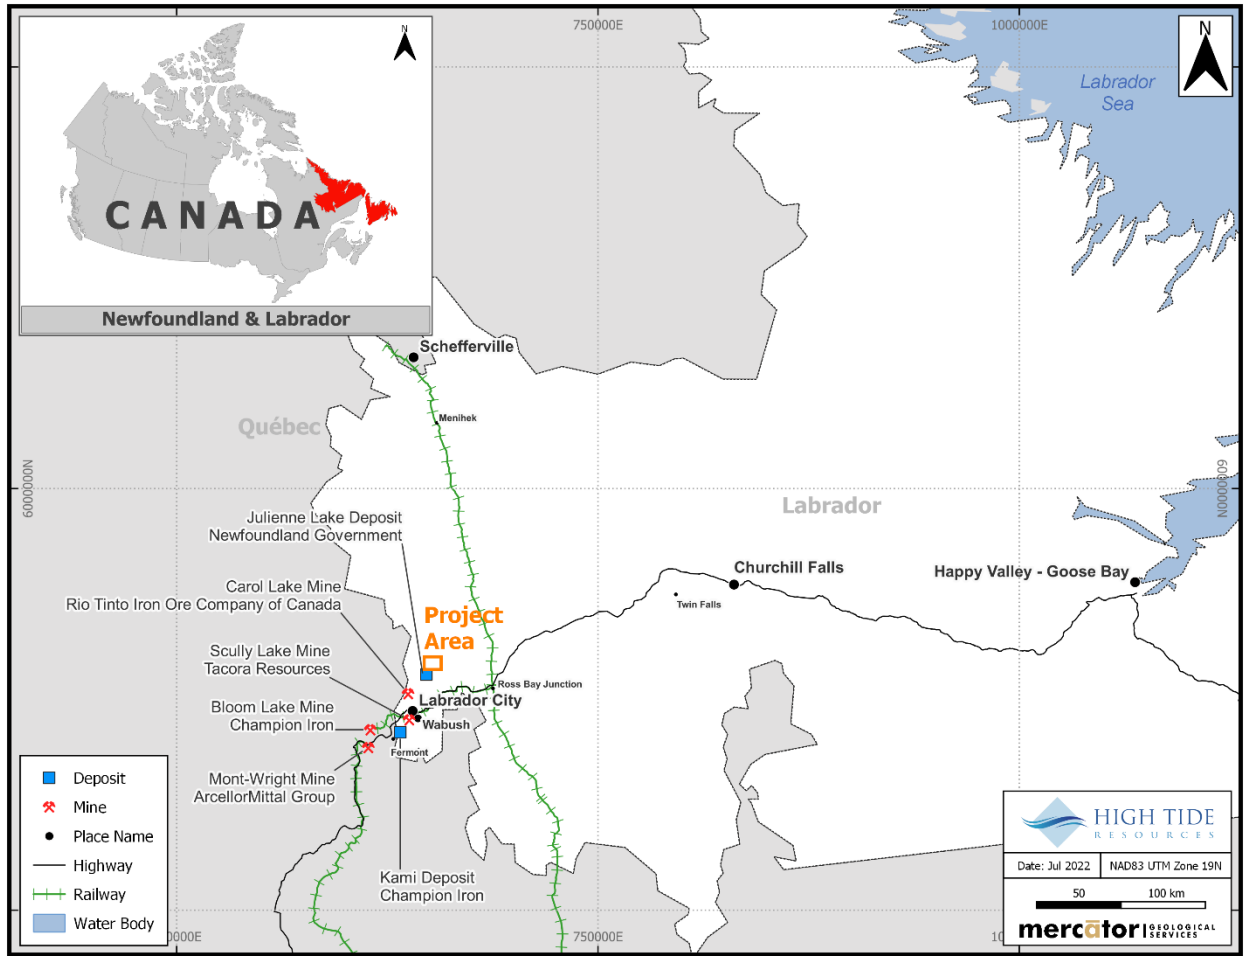 750000E
1000000E
N
N
Labrador
Sea
CANADA
Newfoundland & Labrador
Schefferville
Menihek
Québec
6000000N
6000000N
Labrador
Julienne Lake Deposit
Newfoundland Government
Carol Lake Mine
Rio Tinto Iron Ore Company of Canada
Churchill Falls
Happy Valley - Goose Bay
Twin Falls
Project
Area
Scully Lake Mine
Tacora Resources
Ross Bay Junction
Labrador City
Bloom Lake Mine
Champion Iron
Wabush
Fermont
Mont-Wright Mine
ArcellorMittal Group
Kami Deposit
Champion Iron
Deposit
Mine
Place Name
Highway
Railway
Water Body
HIGH TIDE
RESOURCES
Date: Jul 2022
NAD83 UTM Zone 19N
50
100 km
mercātor
GEOLOGICAL
SERVICES
00000E
750000E